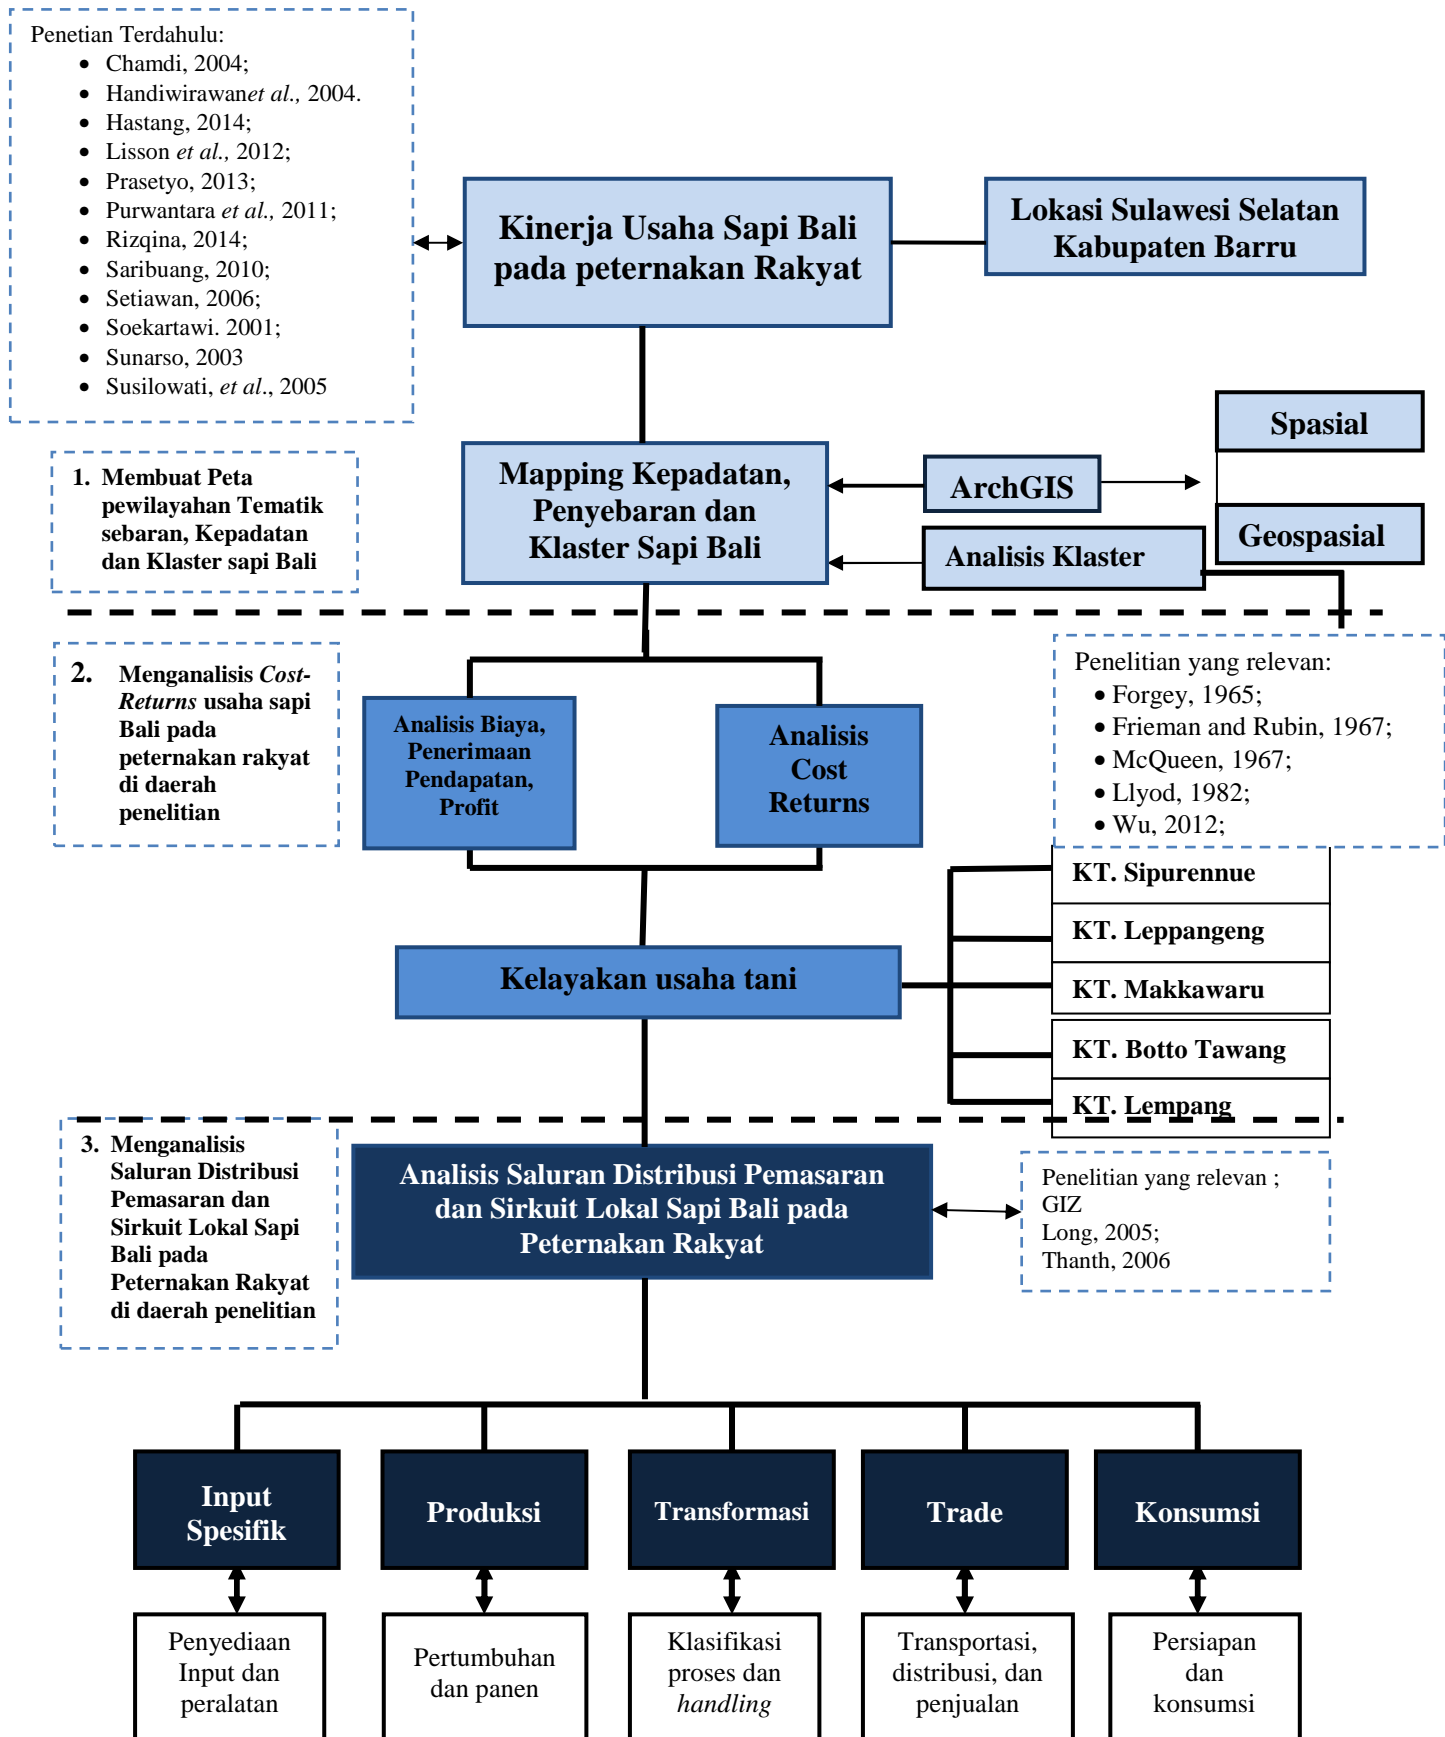 Penetian Terdahulu:
• Chamdi, 2004;
• Handiwirawanet al., 2004.
• Hastang, 2014;
• Lisson et al., 2012;
• Prasetyo, 2013;
• Purwantara et al., 2011;
• Rizqina, 2014;
• Saribuang, 2010;
• Setiawan, 2006;
• Soekartawi. 2001;
• Sunarso, 2003
• Susilowati, et al., 2005
Kinerja Usaha Sapi Bali
pada peternakan Rakyat
Lokasi Sulawesi Selatan
Kabupaten Barru
1. Membuat Peta
pewilayahan Tematik
sebaran, Kepadatan
dan Klaster sapi Bali
Mapping Kepadatan,
Penyebaran dan
Klaster Sapi Bali
ArchGIS
Analisis Klaster
Spasial
Geospasial
2. Menganalisis Cost-
Returns usaha sapi
Bali pada
peternakan rakyat
di daerah
penelitian
Analisis Biaya,
Penerimaan
Pendapatan,
Profit
Analisis
Cost
Returns
Penelitian yang relevan:
• Forgey, 1965;
• Frieman and Rubin, 1967;
• McQueen, 1967;
• Llyod, 1982;
• Wu, 2012;
Kelayakan usaha tani
KT. Sipurennue
KT. Leppangeng
KT. Makkawaru
KT. Botto Tawang
KT. Lempang
3. Menganalisis
Saluran Distribusi
Pemasaran dan
Sirkuit Lokal Sapi
Bali pada
Peternakan Rakyat
di daerah penelitian
Analisis Saluran Distribusi Pemasaran
dan Sirkuit Lokal Sapi Bali pada
Peternakan Rakyat
Penelitian yang relevan ;
GIZ
Long, 2005;
Thanth, 2006
Input
Spesifik
Produksi
Transformasi
Trade
Konsumsi
Penyediaan
Input dan
peralatan
Pertumbuhan
dan panen
Klasifikasi
proses dan
handling
Transportasi,
distribusi, dan
penjualan
Persiapan
dan
konsumsi